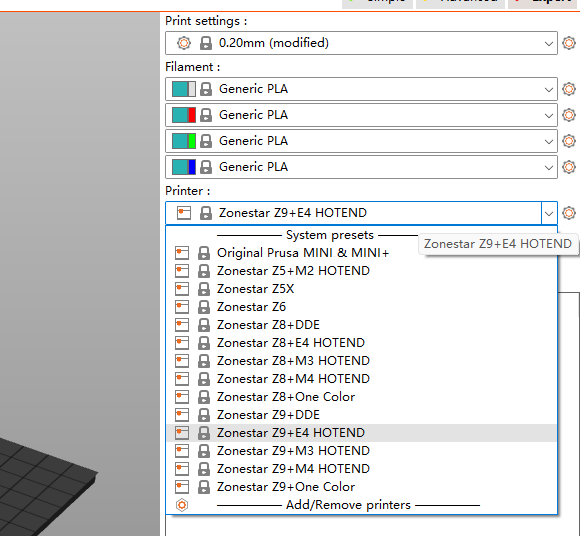 Simple Advanced Expert
Print settings :
0.20mm (modified)
Filament :
Generic PLA
Generic PLA
Generic PLA
Generic PLA
Printer :
Zonestar Z9+E4 HOTEND
System presets
Zonestar Z9+E4 HOTEND
Original Prusa MINI & MINI+
Zonestar Z5+M2 HOTEND
Zonestar Z5X
Zonestar Z6
Zonestar Z8+DDE
Zonestar Z8+E4 HOTEND
Zonestar Z8+M3 HOTEND
Zonestar Z8+M4 HOTEND
Zonestar Z8+One Color
Zonestar Z9+DDE
Zonestar Z9+E4 HOTEND
Zonestar Z9+M3 HOTEND
Zonestar Z9+M4 HOTEND
Zonestar Z9+One Color
Add/Remove printers